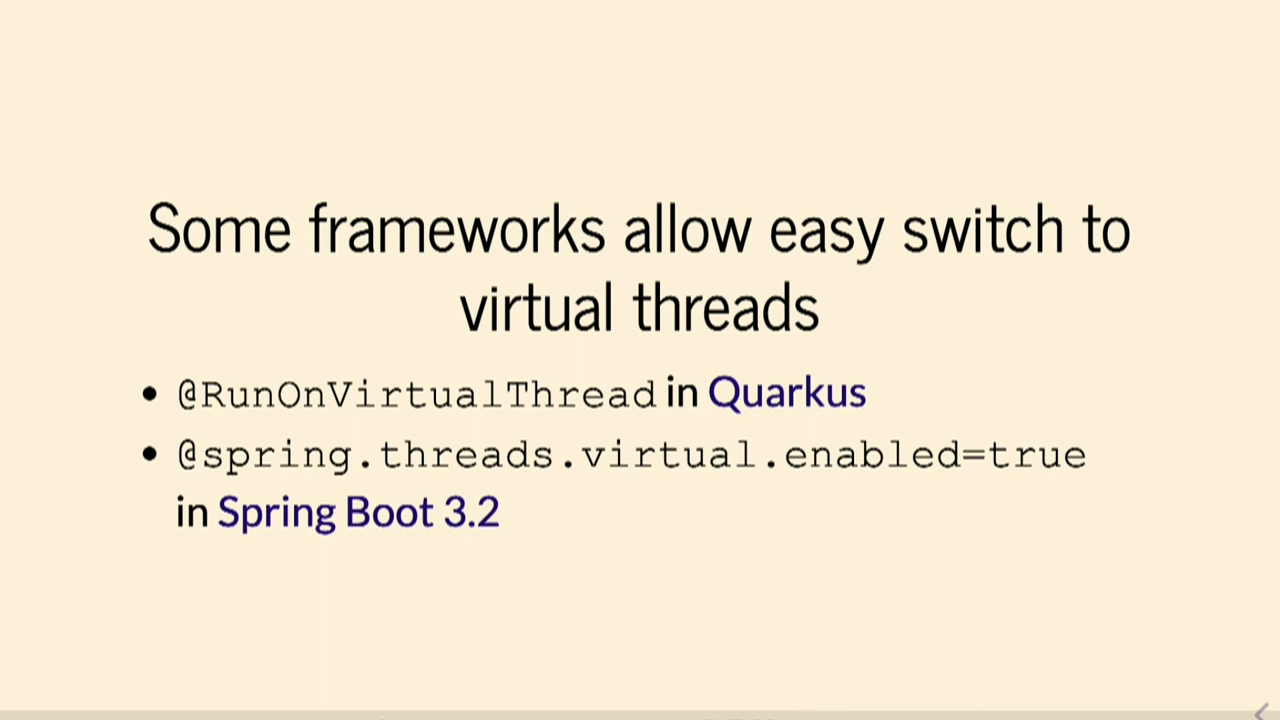 Some frameworks allow easy switch to
virtual threads
• @RunOnVirtualThread in Quarkus
• @spring.threads.virtual.enabled=true
in Spring Boot 3.2